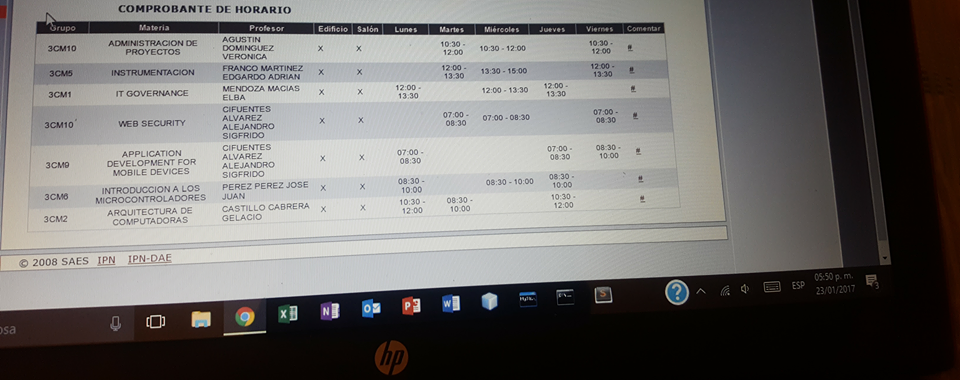 COMPROBANTE DE HORARIO
Grupo Materia Profesor Edificio Salón Lunes Martes Miércoles Jueves Viernes Comentar
3CM10 ADMINISTRACION DE PROYECTOS AGUSTIN DOMINGUEZ VERONICA X X 10:30 - 12:00 10:30 - 12:00 10:30 - 12:00 #
3CM5 INSTRUMENTACION FRANCO MARTINEZ EDGARDO ADRIAN X X 12:00 - 13:30 13:30 - 15:00 12:00 - 13:30 #
3CM1 IT GOVERNANCE MENDOZA MACIAS ELBA X X 12:00 - 13:30 12:00 - 13:30 12:00 - 13:30 #
3CM10 WEB SECURITY CIFUENTES ALVAREZ ALEJANDRO SIGFRIDO X X 07:00 - 08:30 07:00 - 08:30 07:00 - 08:30 #
3CM9 APPLICATION DEVELOPMENT FOR MOBILE DEVICES CIFUENTES ALVAREZ ALEJANDRO SIGFRIDO X X 07:00 - 08:30 07:00 - 08:30 08:30 - 10:00 #
3CM6 INTRODUCCION A LOS MICROCONTROLADORES PEREZ PEREZ JOSE JUAN X X 08:30 - 10:00 08:30 - 10:00 08:30 - 10:00 #
3CM2 ARQUITECTURA DE COMPUTADORAS CASTILLO CABRERA GELACIO X X 10:30 - 12:00 08:30 - 10:00 10:30 - 12:00 #
© 2008 SAES IPN IPN-DAE
osa
ESP
05:50 p. m.
23/01/2017
hp